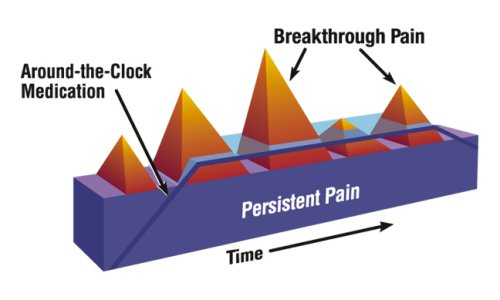 Breakthrough Pain
Around-the-Clock
Medication
Persistent Pain
Time